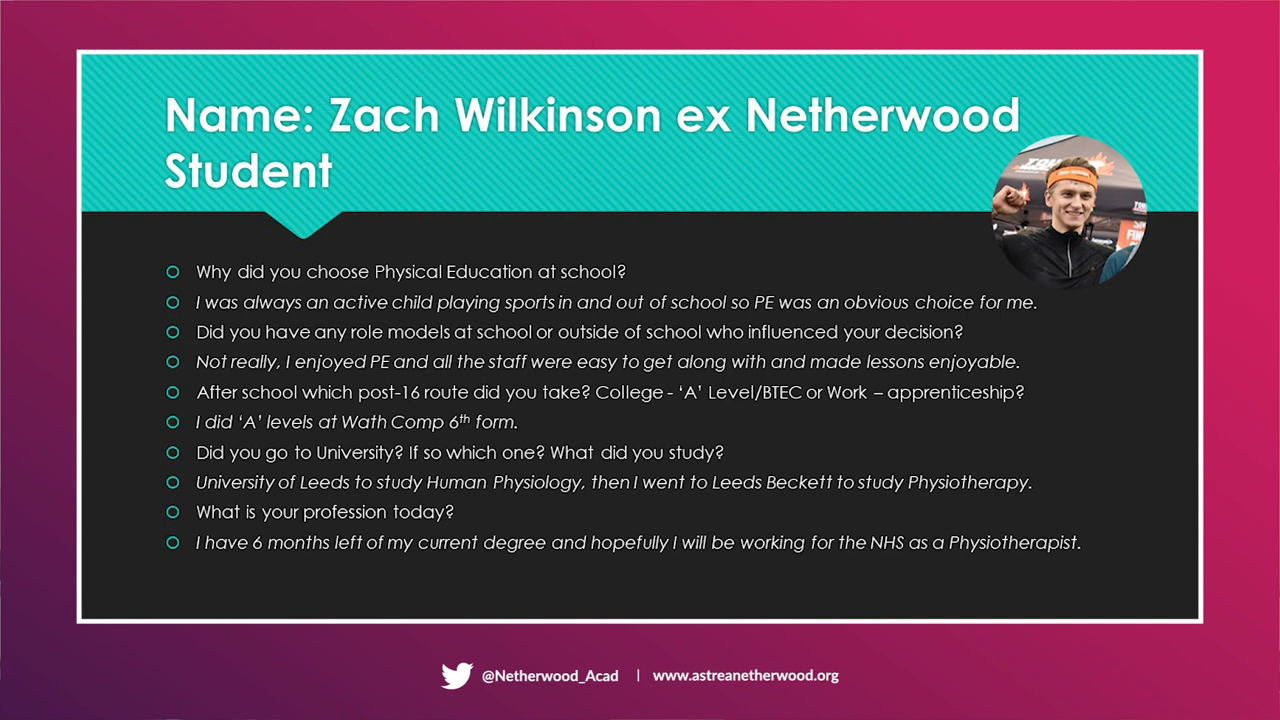 Name: Zach Wilkinson ex Netherwood
Student
Why did you choose Physical Education at school?
I was always an active child playing sports in and out of school so PE was an obvious choice for me.
Did you have any role models at school or outside of school who influenced your decision?
Not really, I enjoyed PE and all the staff were easy to get along with and made lessons enjoyable.
After school which post-16 route did you take? College - ‘A’ Level/BTEC or Work – apprenticeship?
I did ‘A’ levels at Wath Comp 6th form.
Did you go to University? If so which one? What did you study?
University of Leeds to study Human Physiology, then I went to Leeds Beckett to study Physiotherapy.
What is your profession today?
I have 6 months left of my current degree and hopefully I will be working for the NHS as a Physiotherapist.
@Netherwood_Acad | www.astreanetherwood.org